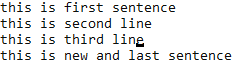 this is first sentence
this is second line
this is third line
this is new and last sentence